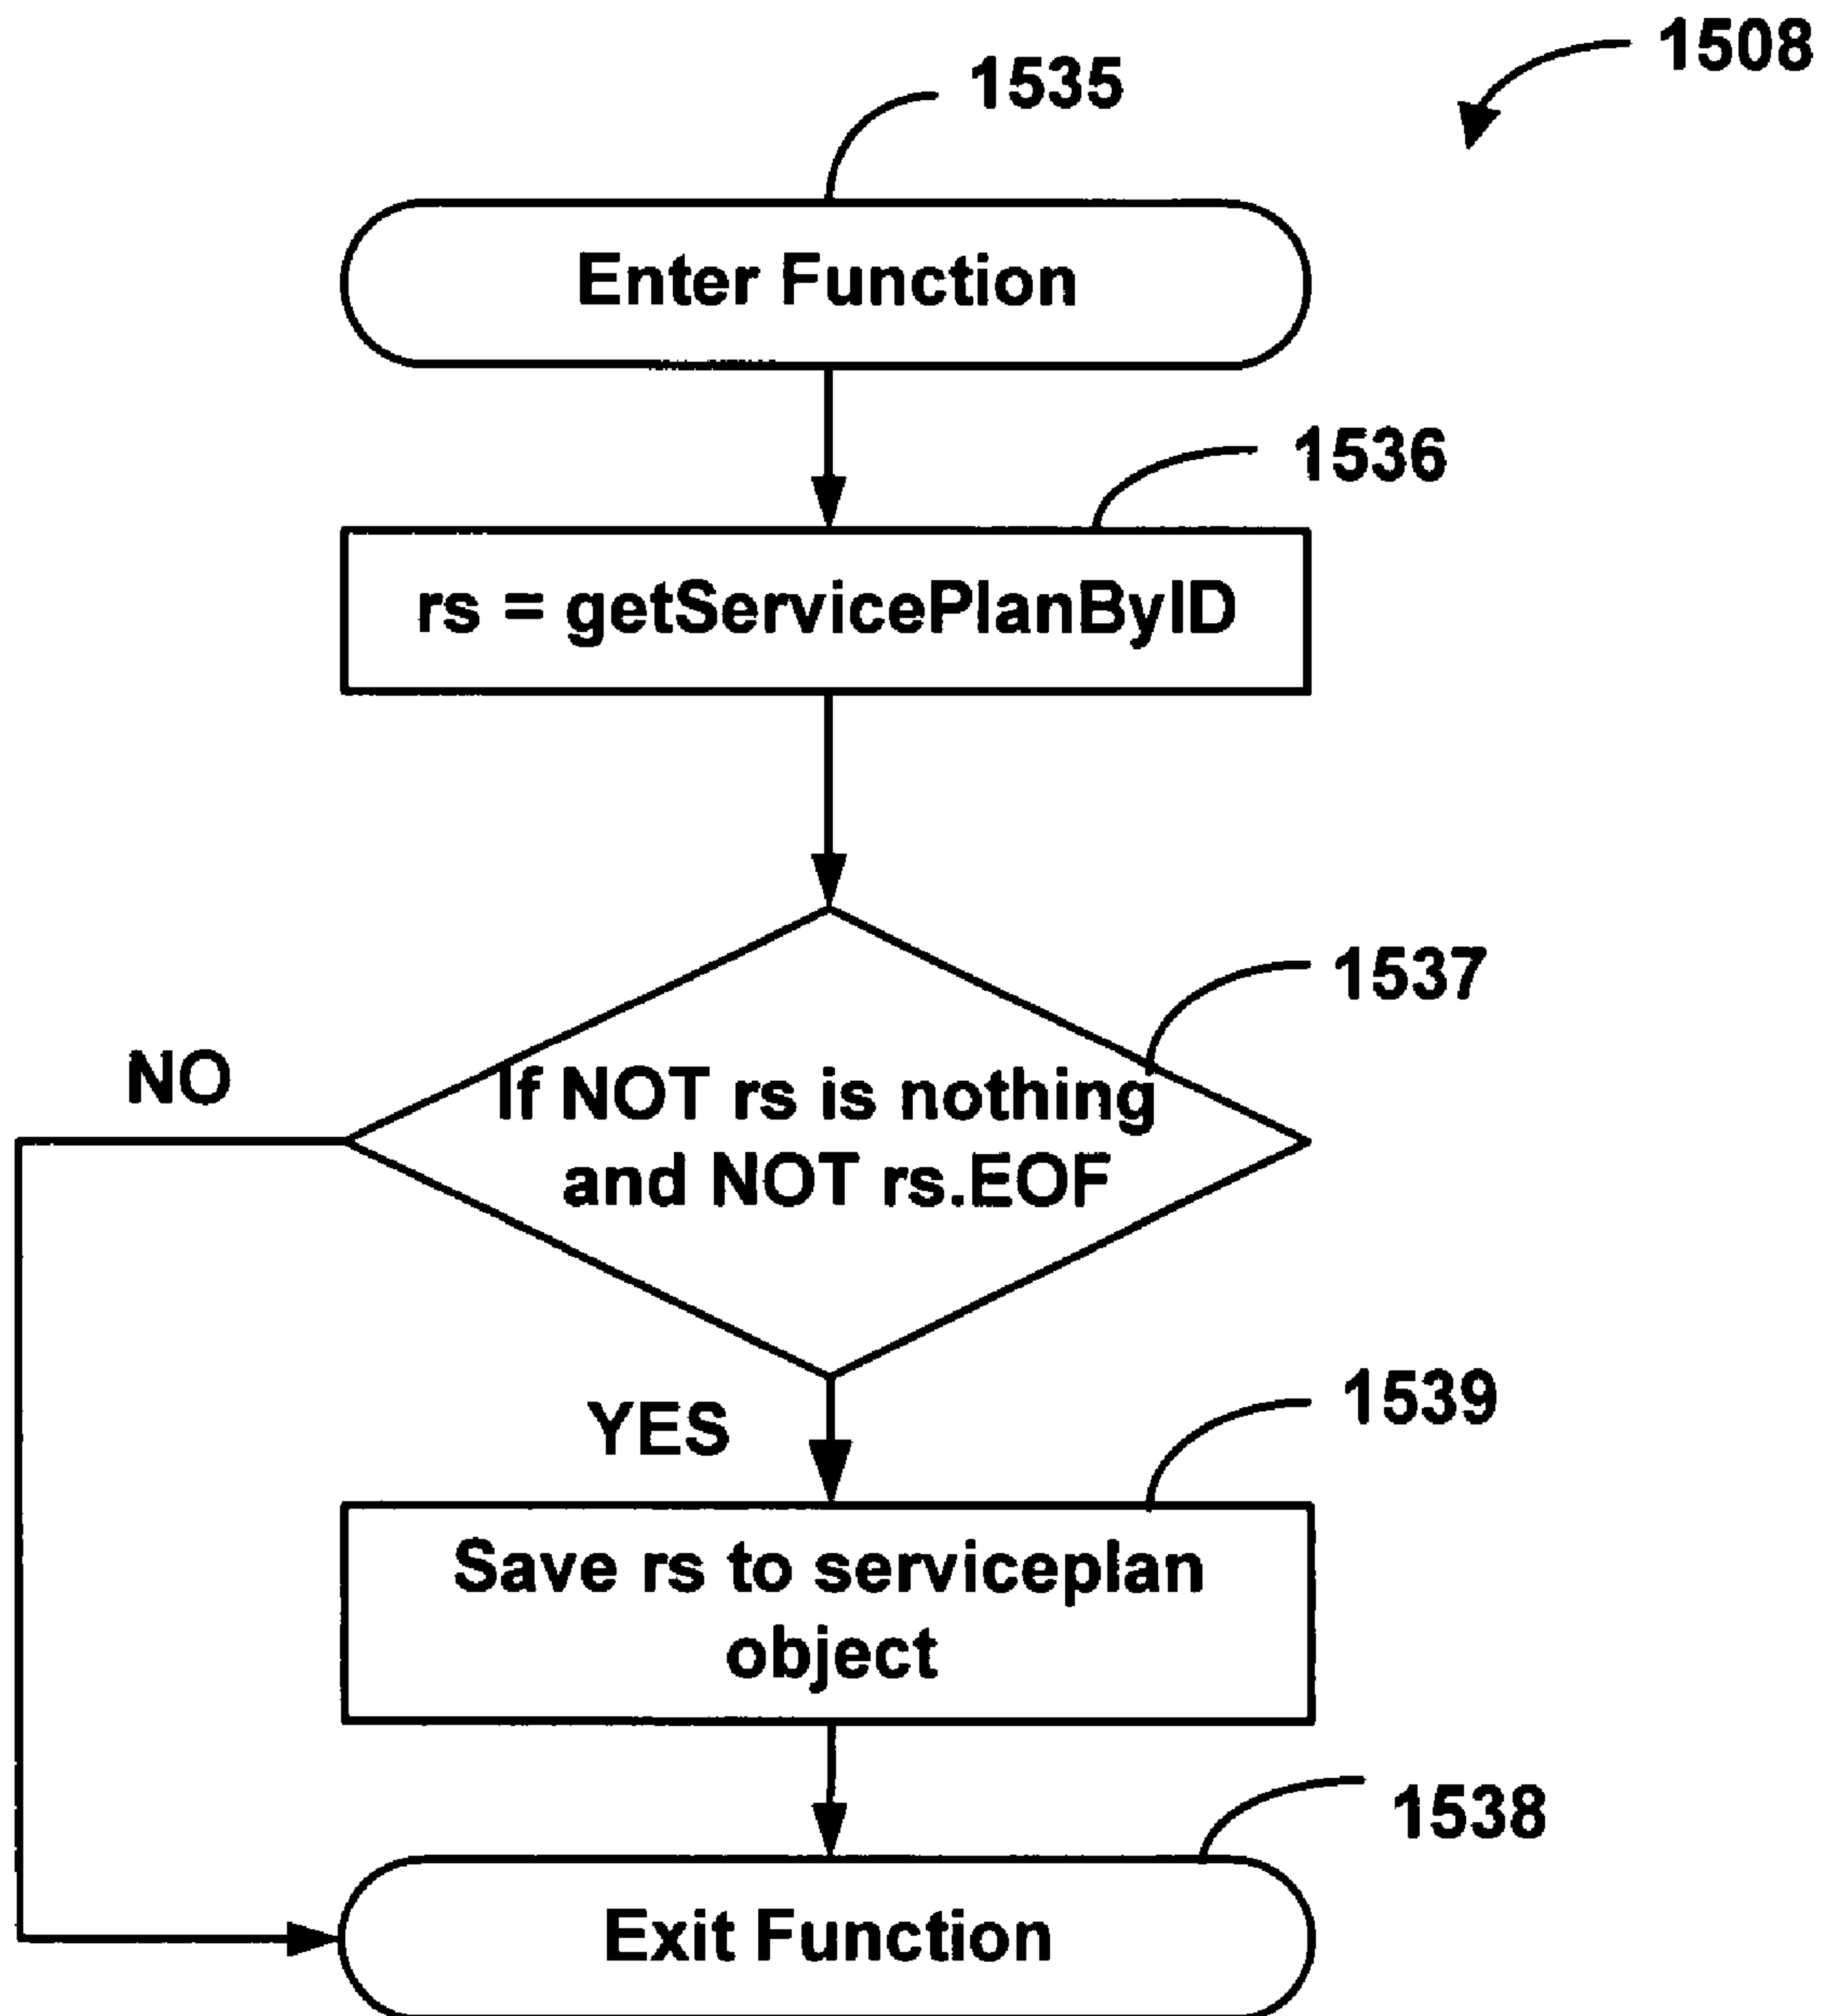 1508
1535
Enter Function
1536
rs = getServicePlanByID
1537
NO
If NOT rs is nothing
and NOT rs.EOF
1539
YES
Save rs to serviceplan
object
1538
Exit Function